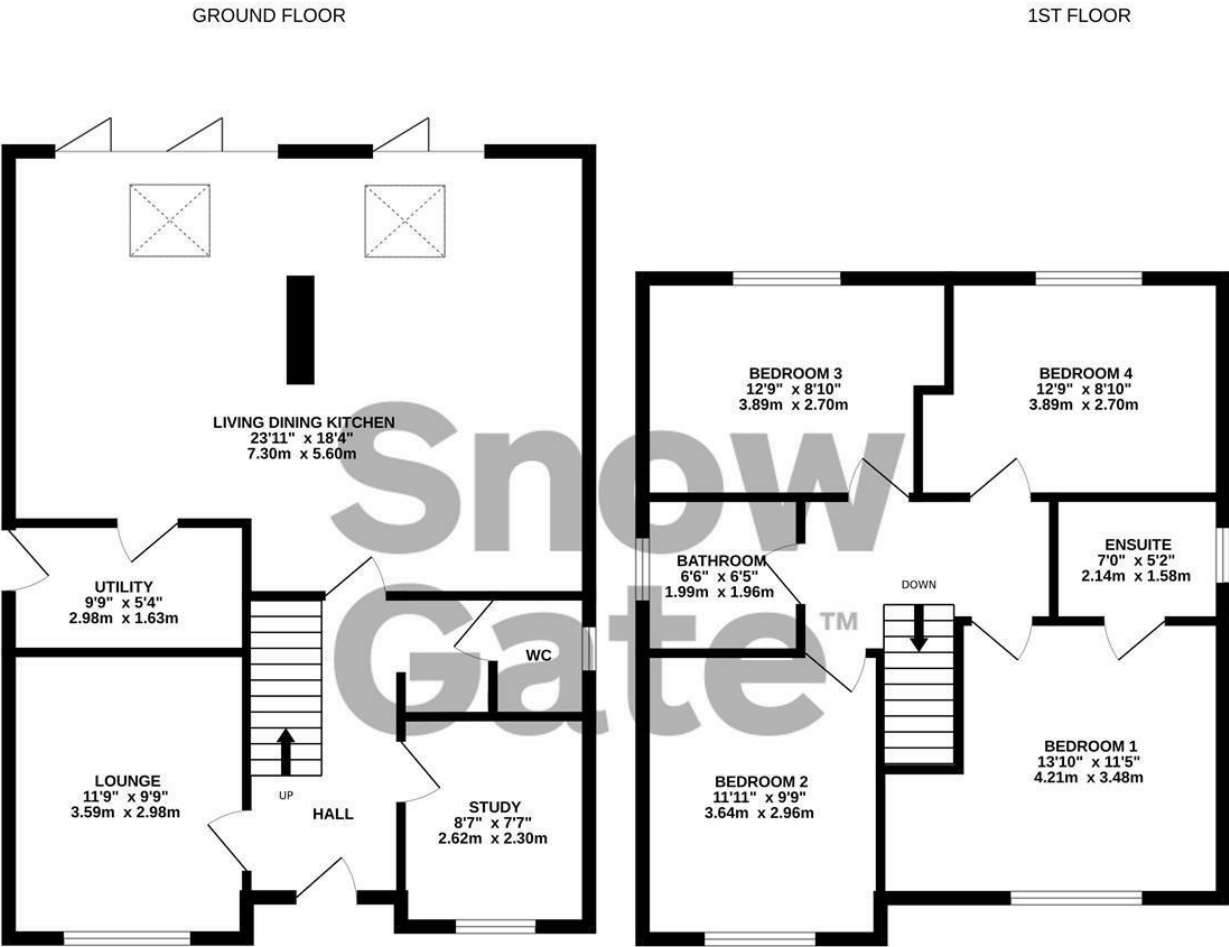 GROUND FLOOR
1ST FLOOR
LIVING DINING KITCHEN
23'11" x 18'4"
7.30m x 5.60m
UTILITY
9'9" x 5'4"
2.98m x 1.63m
WC
LOUNGE
11'9" x 9'9"
3.59m x 2.98m
UP
HALL
STUDY
8'7" x 7'7"
2.62m x 2.30m
BEDROOM 3
12'9" x 8'10"
3.89m x 2.70m
BEDROOM 4
12'9" x 8'10"
3.89m x 2.70m
BATHROOM
6'6" x 6'5"
1.99m x 1.96m
DOWN
ENSUITE
7'0" x 5'2"
2.14m x 1.58m
BEDROOM 2
11'11" x 9'9"
3.64m x 2.96m
BEDROOM 1
13'10" x 11'5"
4.21m x 3.48m
Snow
Gate™